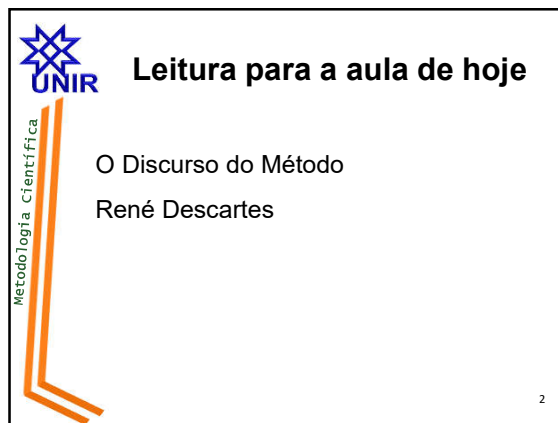 UNIR
Leitura para a aula de hoje
Metodologia Científica
O Discurso do Método
René Descartes
2